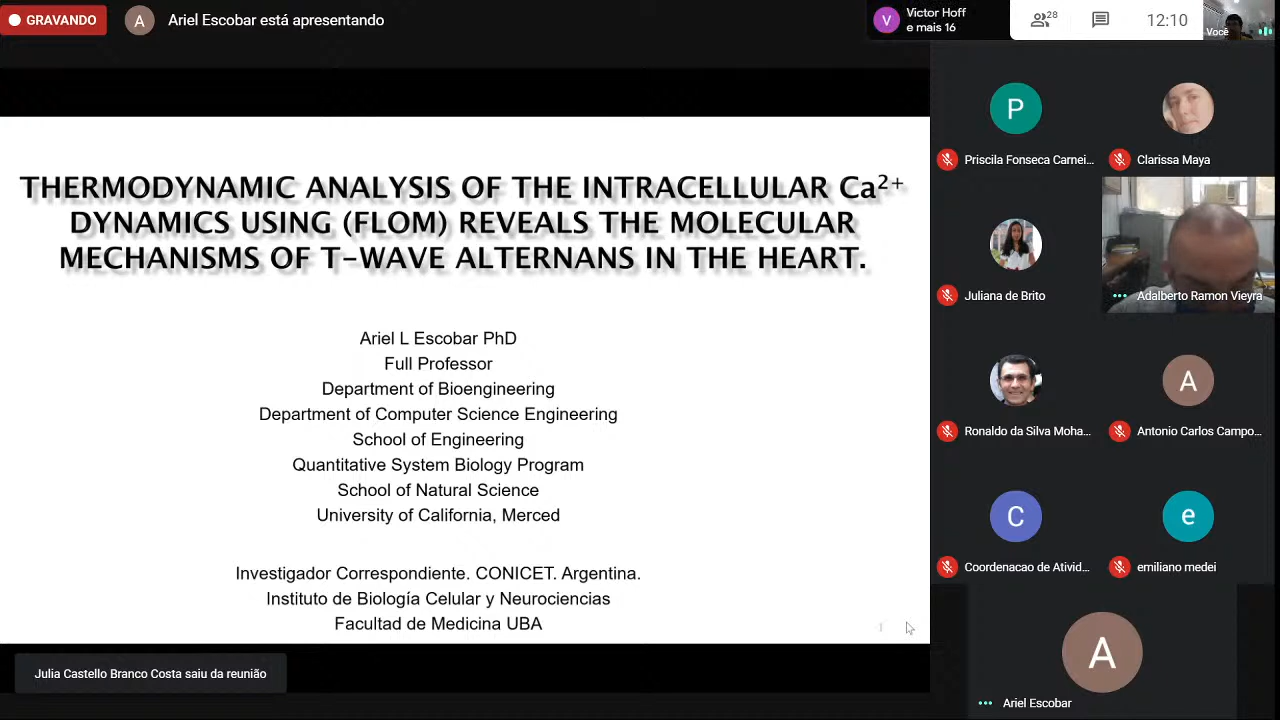 GRAVANDO
A
Ariel Escobar está apresentando
V
Victor Hoff
e mais 16
28
12:10
Você
THERMODYNAMIC ANALYSIS OF THE INTRACELLULAR Ca²⁺
DYNAMICS USING (FLOM) REVEALS THE MOLECULAR
MECHANISMS OF T-WAVE ALTERNANS IN THE HEART.
Ariel L Escobar PhD
Full Professor
Department of Bioengineering
Department of Computer Science Engineering
School of Engineering
Quantitative System Biology Program
School of Natural Science
University of California, Merced
Investigador Correspondiente. CONICET. Argentina.
Instituto de Biología Celular y Neurociencias
Facultad de Medicina UBA
Julia Castello Branco Costa saiu da reunião
P
Priscila Fonseca Carnei...
Clarissa Maya
Juliana de Brito
Adalberto Ramon Vieyra
Ronaldo da Silva Moha...
A
Antonio Carlos Campo...
C
Coordenacao de Ativid...
e
emiliano medei
A
Ariel Escobar